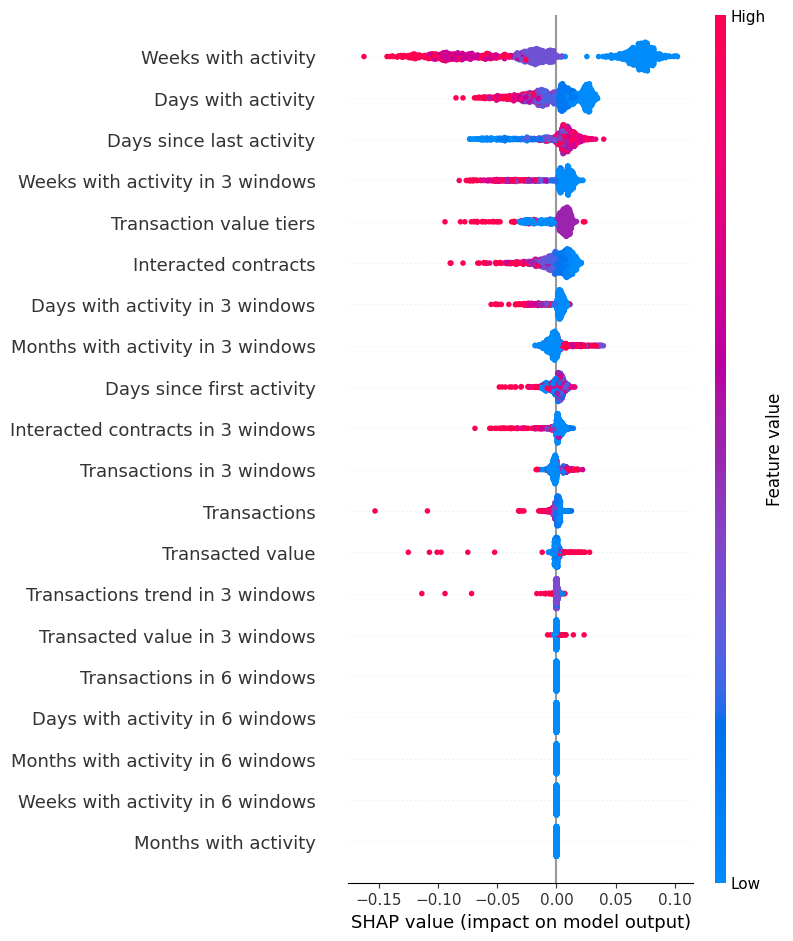 High
Weeks with activity
Days with activity
Days since last activity
Weeks with activity in 3 windows
Transaction value tiers
Interacted contracts
Days with activity in 3 windows
Months with activity in 3 windows
Days since first activity
Interacted contracts in 3 windows
Transactions in 3 windows
Transactions
Transacted value
Transactions trend in 3 windows
Transacted value in 3 windows
Transactions in 6 windows
Days with activity in 6 windows
Months with activity in 6 windows
Weeks with activity in 6 windows
Months with activity
Feature value
Low
−0.15 −0.10 −0.05 0.00 0.05 0.10
SHAP value (impact on model output)